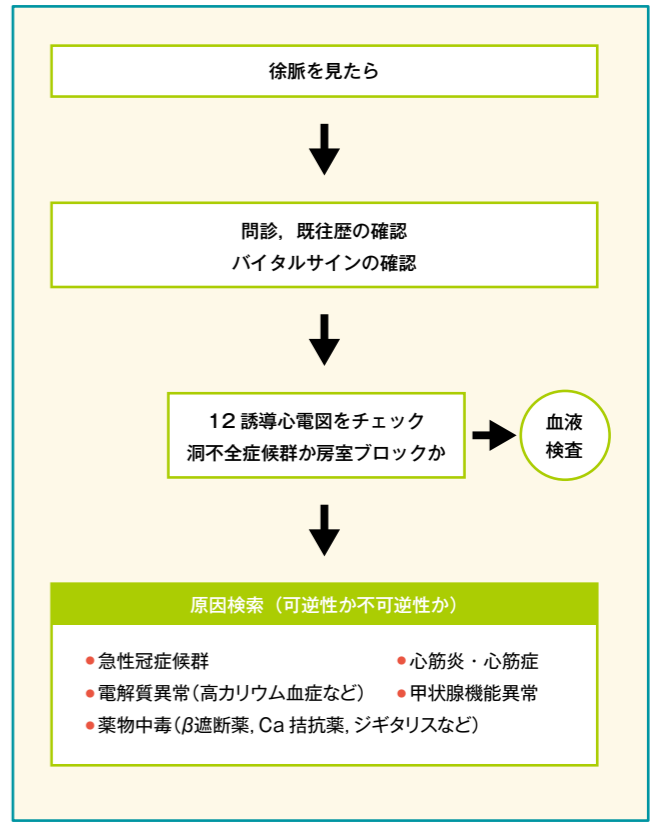 徐脈を見たら
問診，既往歴の確認
バイタルサインの確認
12 誘導心電図をチェック
洞不全症候群か房室ブロックか
血液
検査
原因検索（可逆性か不可逆性か）
●急性冠症候群
●心筋炎・心筋症
●電解質異常（高カリウム血症など）
●甲状腺機能異常
●薬物中毒（β遮断薬，Ca 拮抗薬，ジギタリスなど）